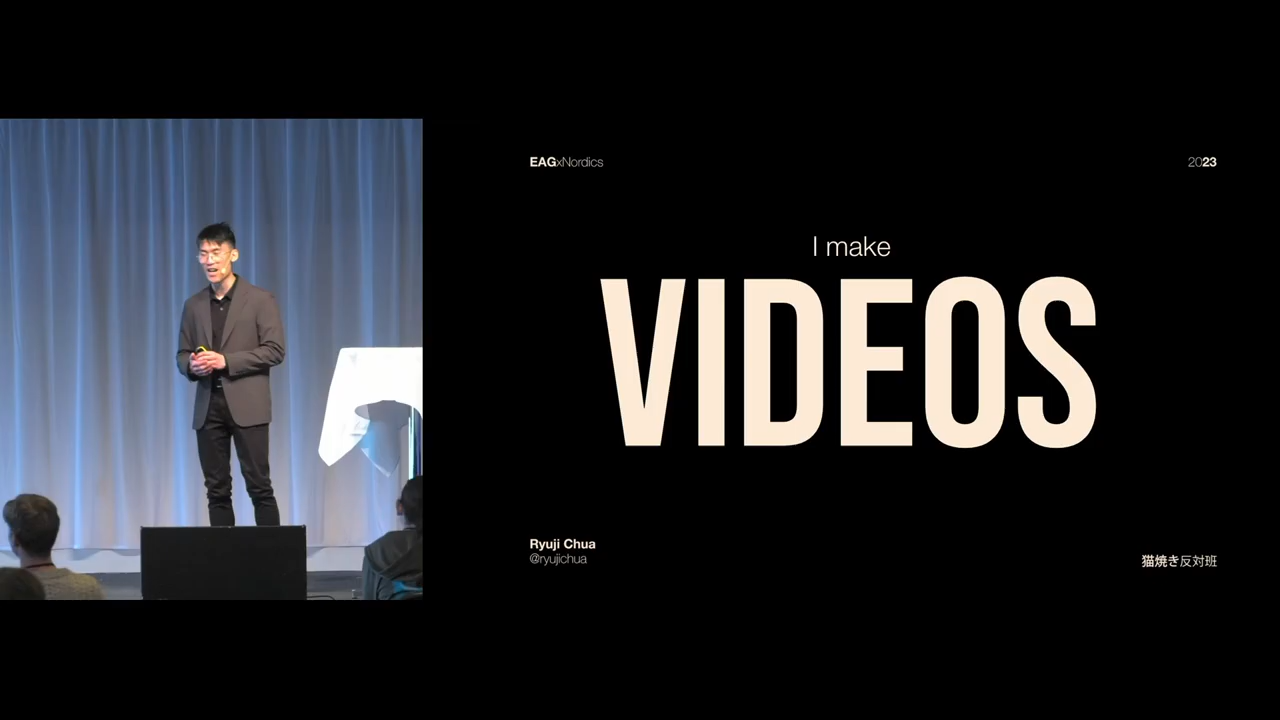 EAGxNordics
2023
I make
VIDEOS
Ryuji Chua
@ryujichua
猫焼き反対班